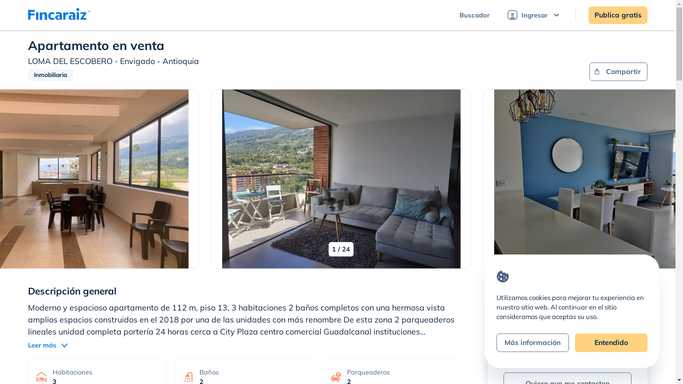 Fincaraiz
Buscador
Ingresar
Publica gratis
Apartamento en venta
LOMA DEL ESCOBERO - Envigado - Antioquia
Inmobiliaria
Compartir
1 / 24
Descripción general
Moderno y espacioso apartamento de 112 m, piso 13, 3 habitaciones 2 baños completos con una hermosa vista
amplios espacios construidos en el 2018 por una de las unidades con más renombre De esta zona 2 parqueaderos
lineales unidad completa portería 24 horas cerca a City Plaza centro comercial Guadalcanal instituciones...
Leer más
Habitaciones
3
Baños
2
Parqueaderos
2
Utilizamos cookies para mejorar tu experiencia en
nuestro sitio web. Al continuar en el sitio
consideramos que aceptas su uso.
Más información
Entendido
Quiero que me contacten